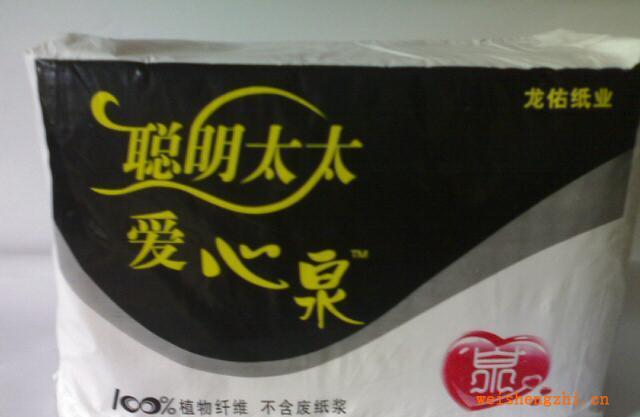 龙佑纸业
聪明太太
爱心泉™
100%植物纤维 不含废纸浆
泉
weishengzhi.cn